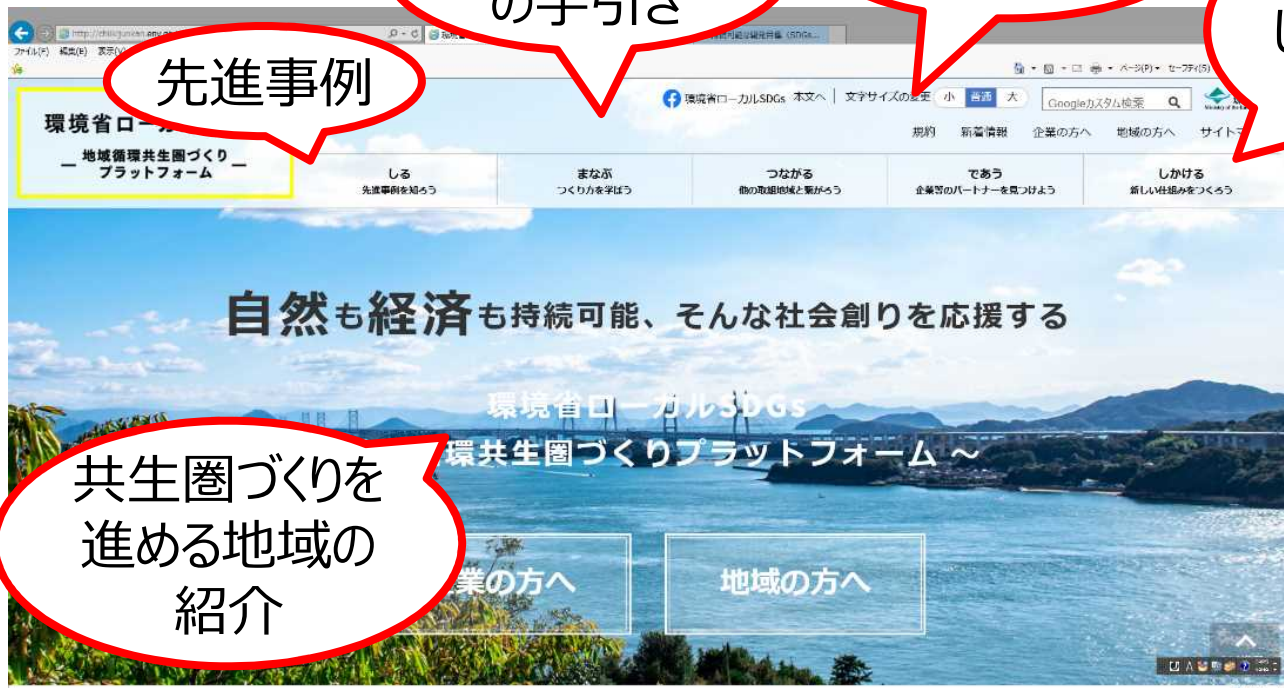 の手引き
先進事例
ファイル(F) 編集(E)
環境省ローカルSDGs 本文へ 文字サイズの変更 小 普通 大 Googleカスタム検索
規約 新着情報 企業の方へ 地域の方へ
環境省ロー
― 地域循環共生圏づくり ―
プラットフォーム
しる
先進事例を知ろう
まなぶ
つくり方を学ぼう
つながる
他の取組地域と繋がろう
であう
企業等のパートナーを見つけよう
しかける
新しい仕組みをつくろう
自然も経済も持続可能、そんな社会創りを応援する
環境省ローカルSDGs
環共生圏づくりプラットフォーム ~
共生圏づくりを
進める地域の
紹介
業の方へ
地域の方へ